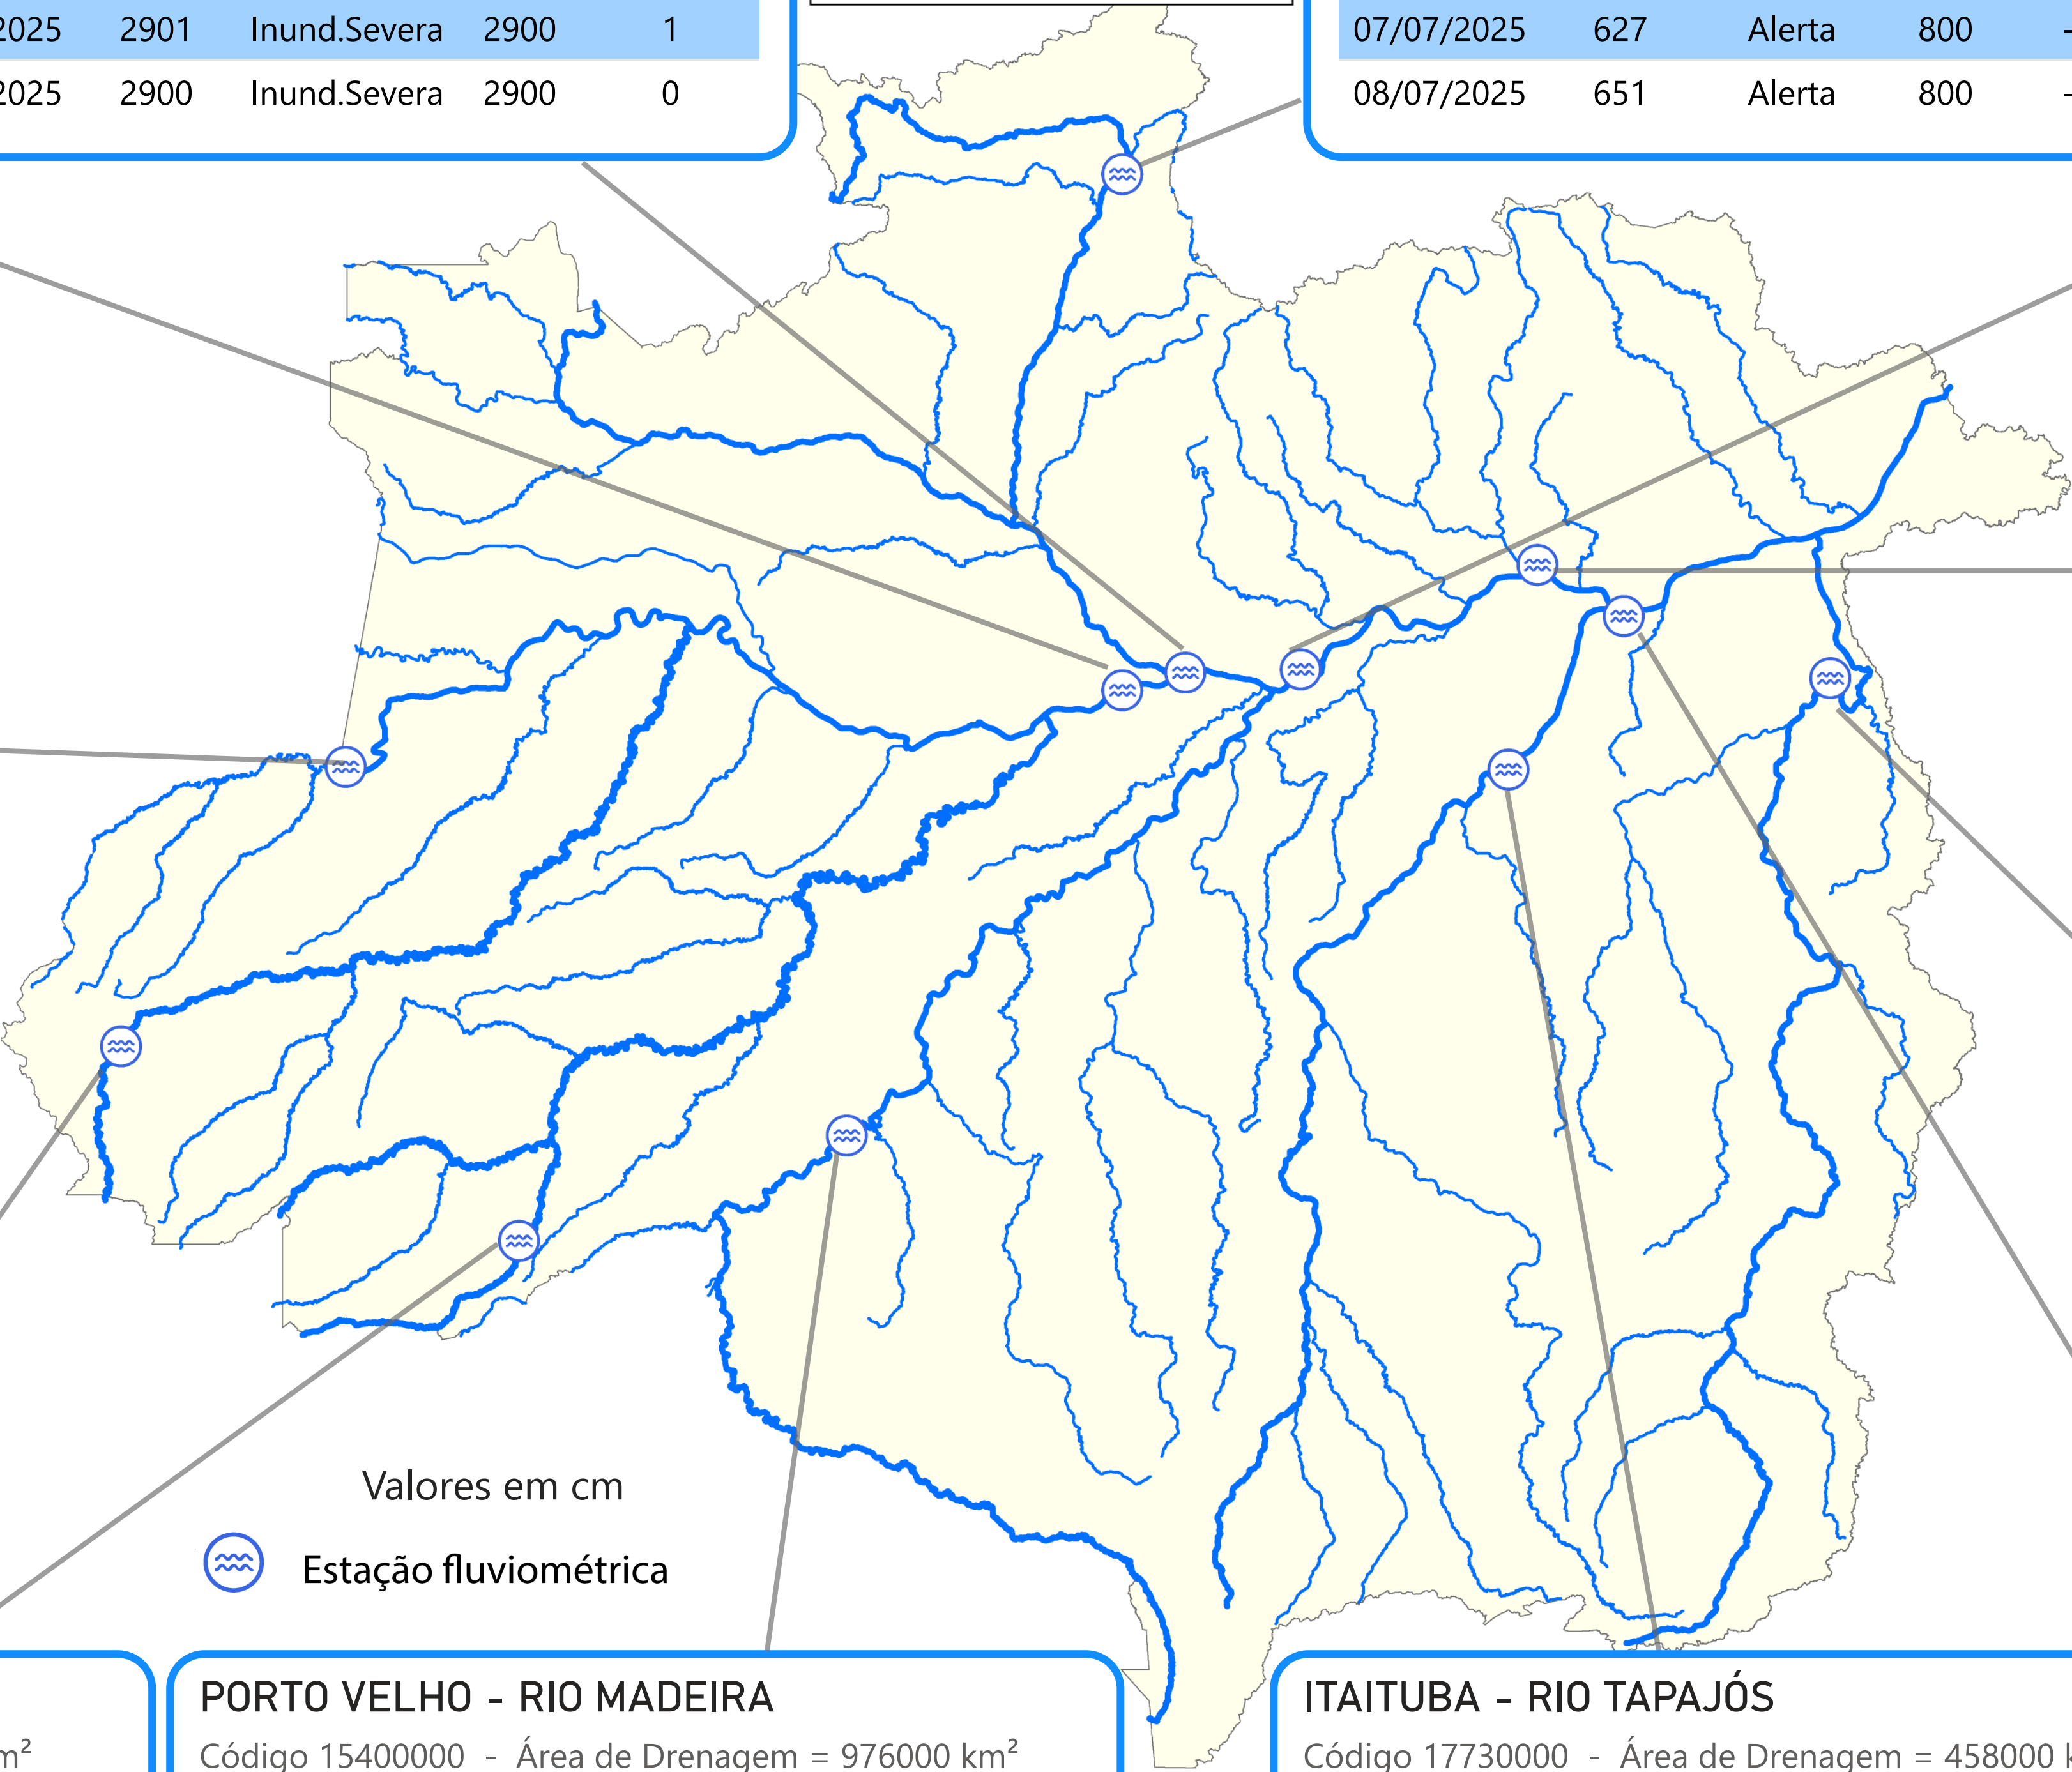 2025 2901 Inund.Severa 2900 1
2025 2900 Inund.Severa 2900 0
07/07/2025 627 Alerta 800 -
08/07/2025 651 Alerta 800 -
Valores em cm
Estação fluviométrica
m²
PORTO VELHO - RIO MADEIRA
Código 15400000 - Área de Drenagem = 976000 km²
ITAITUBA - RIO TAPAJÓS
Código 17730000 - Área de Drenagem = 458000 k